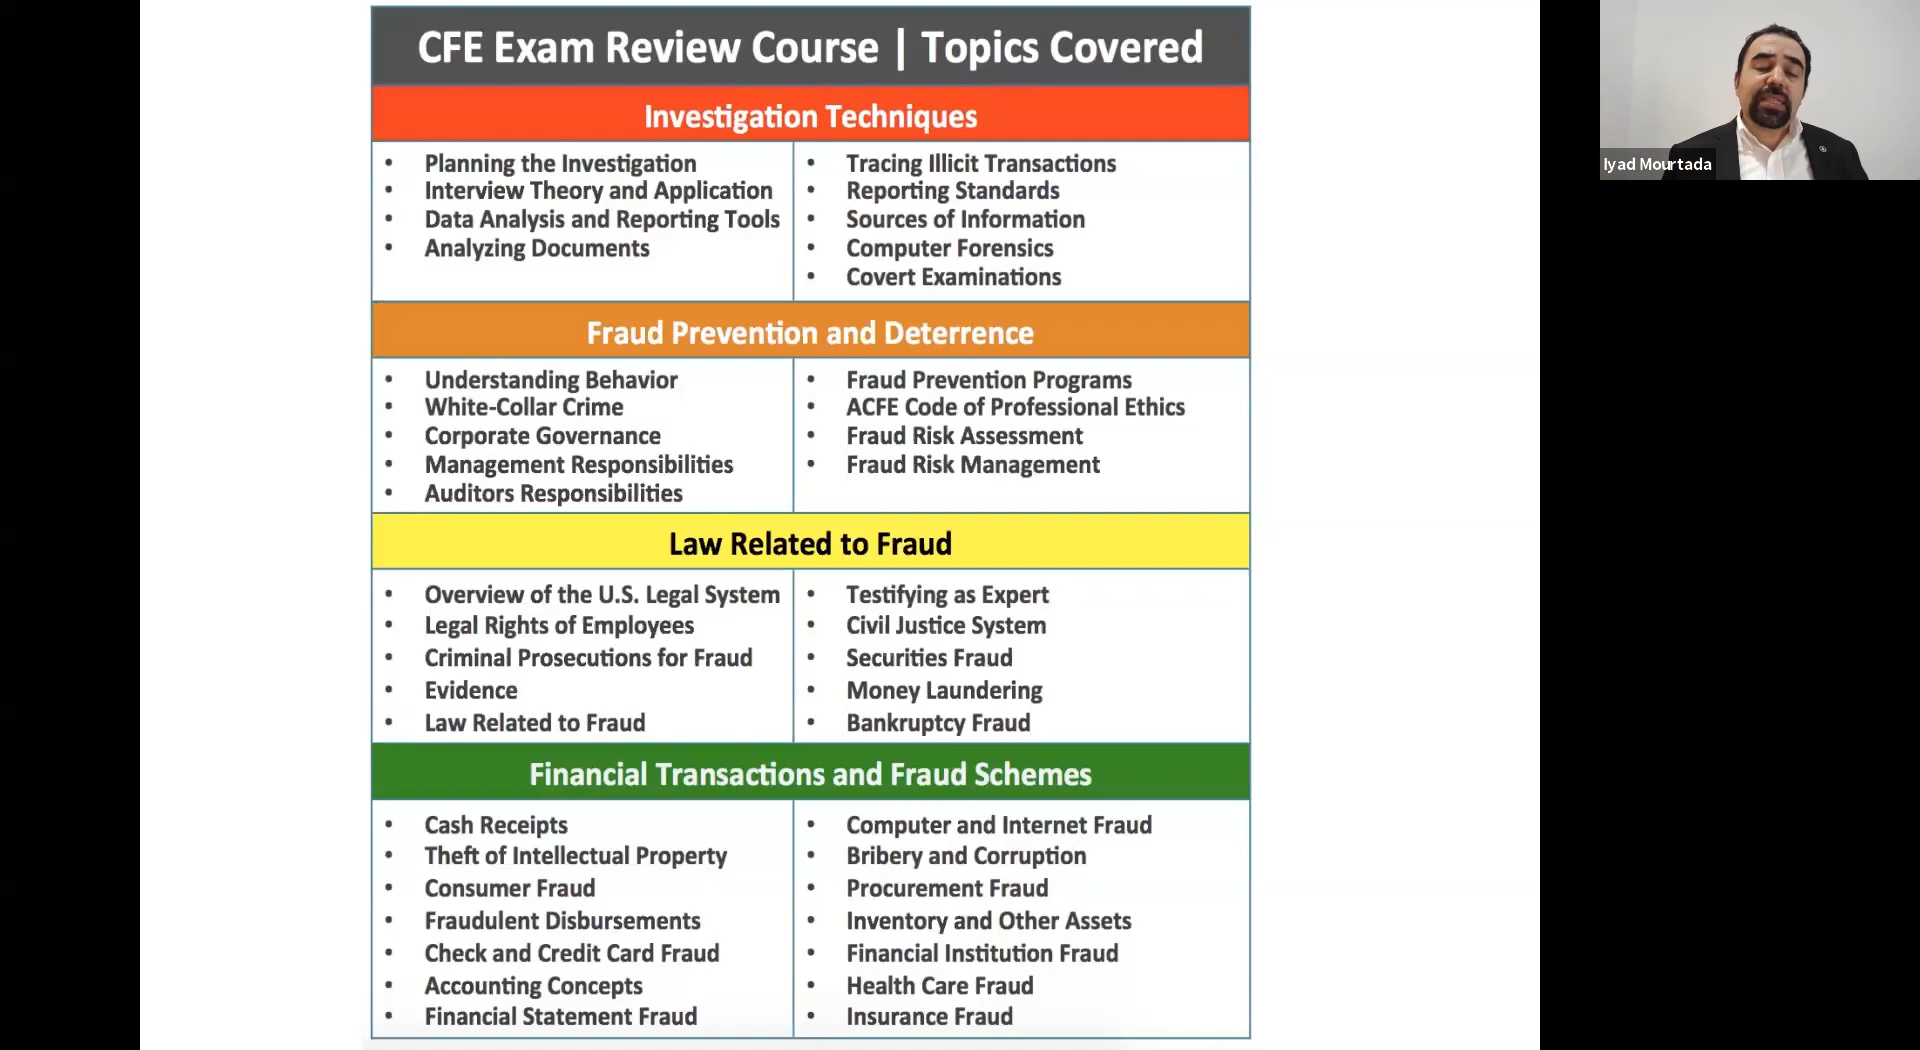 CFE Exam Review Course | Topics Covered
Investigation Techniques
• Planning the Investigation
• Interview Theory and Application
• Data Analysis and Reporting Tools
• Analyzing Documents
• Tracing Illicit Transactions
• Reporting Standards
• Sources of Information
• Computer Forensics
• Covert Examinations
Fraud Prevention and Deterrence
• Understanding Behavior
• White-Collar Crime
• Corporate Governance
• Management Responsibilities
• Auditors Responsibilities
• Fraud Prevention Programs
• ACFE Code of Professional Ethics
• Fraud Risk Assessment
• Fraud Risk Management
Law Related to Fraud
• Overview of the U.S. Legal System
• Legal Rights of Employees
• Criminal Prosecutions for Fraud
• Evidence
• Law Related to Fraud
• Testifying as Expert
• Civil Justice System
• Securities Fraud
• Money Laundering
• Bankruptcy Fraud
Financial Transactions and Fraud Schemes
• Cash Receipts
• Theft of Intellectual Property
• Consumer Fraud
• Fraudulent Disbursements
• Check and Credit Card Fraud
• Accounting Concepts
• Financial Statement Fraud
• Computer and Internet Fraud
• Bribery and Corruption
• Procurement Fraud
• Inventory and Other Assets
• Financial Institution Fraud
• Health Care Fraud
• Insurance Fraud
Iyad Mourtada